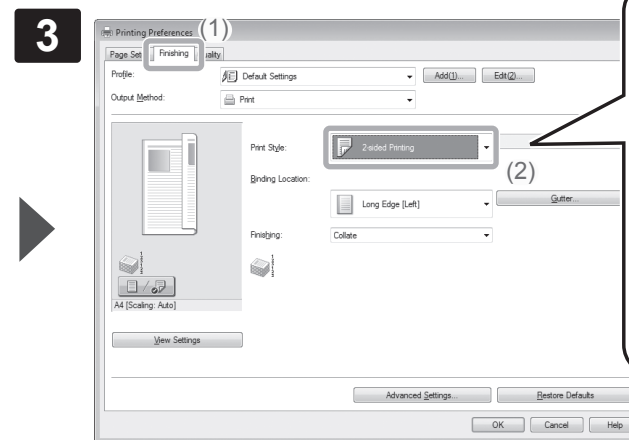 3
Printing Preferences (1)
Page Set Finishing uality
Profile: Default Settings Add(1)... Edit(2)...
Output Method: Print
Print Style: 2-sided Printing
(2)
Binding Location:
Long Edge [Left] Gutter...
Finishing: Collate
A4 [Scaling: Auto]
View Settings
Advanced Settings... Restore Defaults
OK Cancel Help